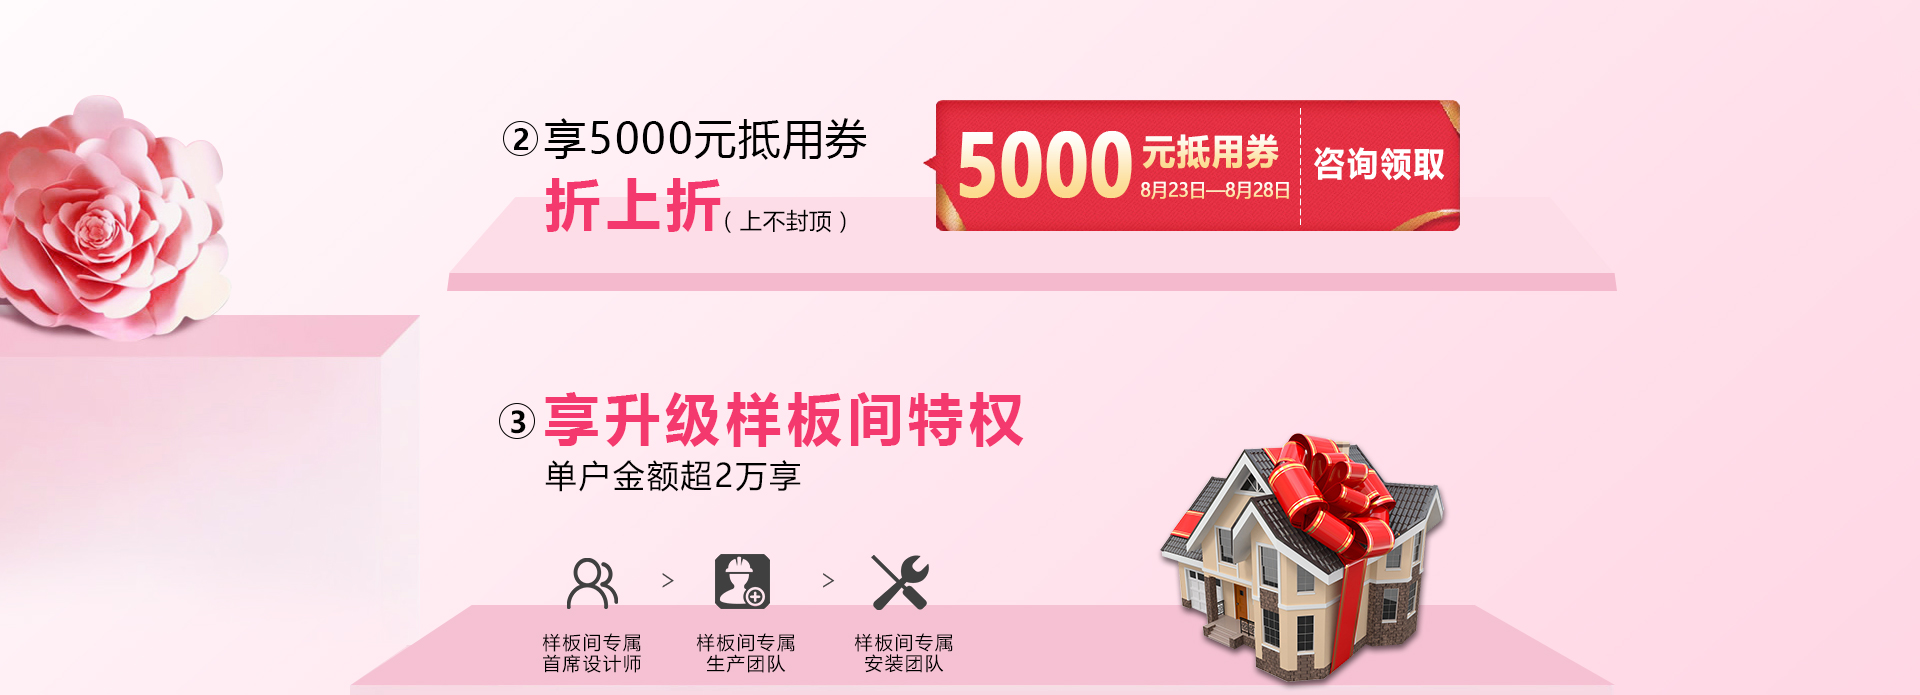 ②享5000元抵用券
折上折（上不封顶）
5000元抵用券
8月23日—8月28日
咨询领取
③享升级样板间特权
单户金额超2万享
> >
样板间专属
首席设计师
样板间专属
生产团队
样板间专属
安装团队